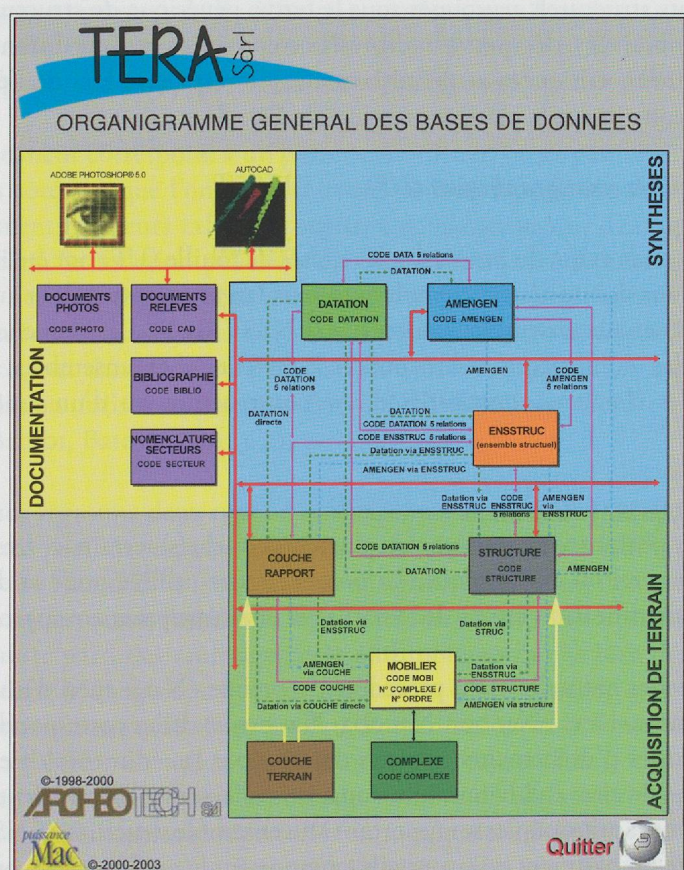 TERA Sàrl
ORGANIGRAMME GENERAL DES BASES DE DONNEES
ADOBE PHOTOSHOP® 5.0
AUTOCAD
DOCUMENTS
PHOTOS
CODE PHOTO
DOCUMENTS
RELEVES
CODE CAD
BIBLIOGRAPHIE
CODE BIBLIO
NOMENCLATURE
SECTEURS
CODE SECTEUR
DOCUMENTATION
SYNTHESES
CODE DATA 5 relations
DATATION
DATATION
CODE DATATION
AMENGEN
CODE AMENGEN
CODE
DATATION
5 relations
AMENGEN
CODE
AMENGEN
5 relations
DATATION
directe
DATATION
CODE DATATION 5 relations
CODE ENSSTRUC 5 relations
ENSSTRUC
(ensemble structuel)
Datation via ENSSTRUC
AMENGEN via ENSSTRUC
Datation via
ENSSTRUC
CODE
ENSSTRUC
5 relations
AMENGEN
via
ENSSTRUC
COUCHE
RAPPORT
CODE DATATION 5 relations
DATATION
STRUCTURE
CODE
STRUCTURE
AMENGEN
Datation via
ENSSTRUC
Datation via
STRUC
AMENGEN
via COUCHE
CODE COUCHE
Datation via COUCHE directe
MOBILIER
CODE MOBI
N° COMPLEXE /
N° ORDRE
Datation via
ENSSTRUC
CODE STRUCTURE
AMENGEN via structure
COUCHE
TERRAIN
COMPLEXE
CODE COMPLEXE
ACQUISITION DE TERRAIN
©-1998-2000
ARCHEOTECH SA
puissance
Mac
©-2000-2003
Quitter